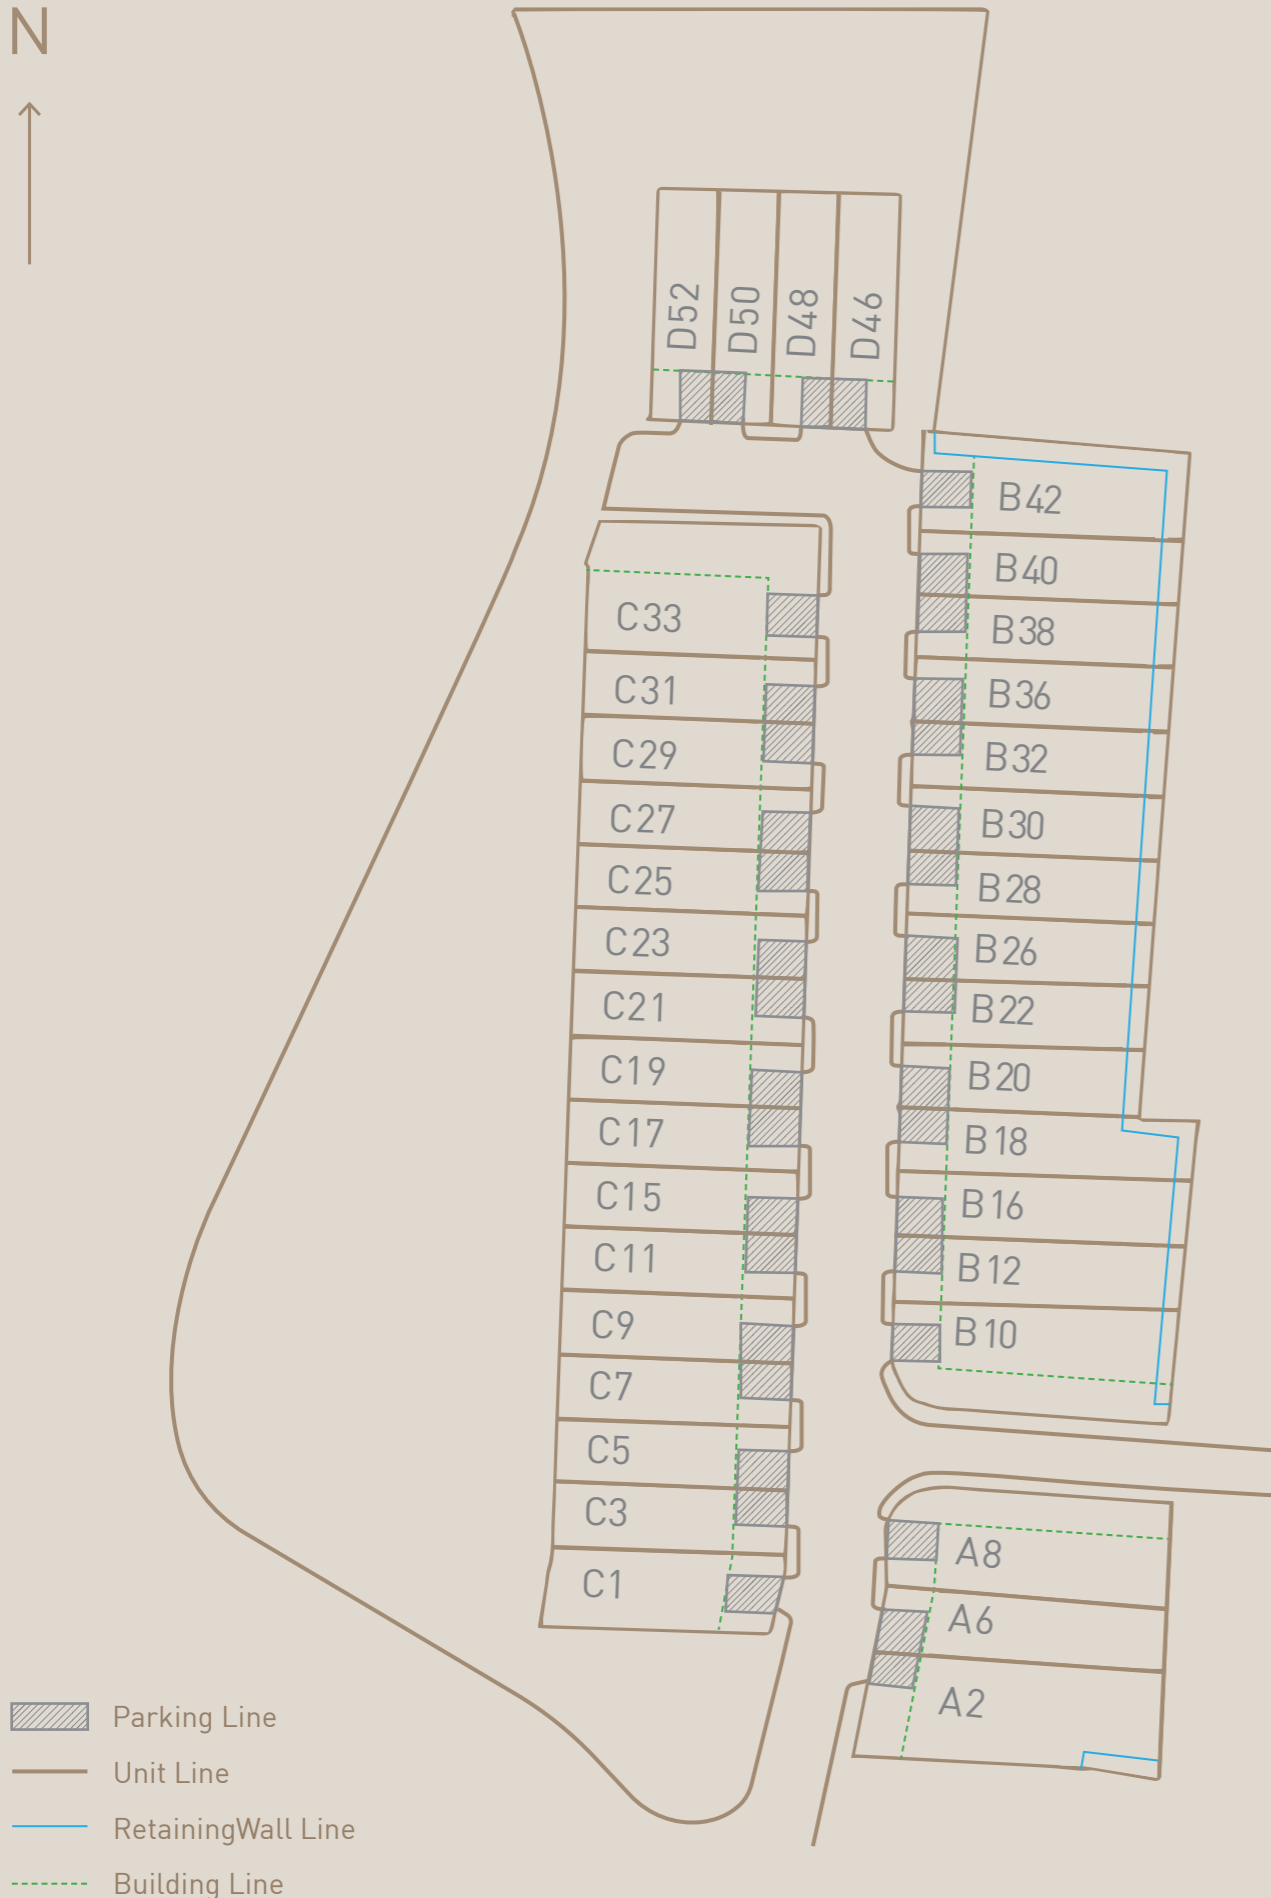 N
D52
D50
D48
D46
B42
B40
B38
B36
B32
B30
B28
B26
B22
B20
B18
B16
B12
B10
C33
C31
C29
C27
C25
C23
C21
C19
C17
C15
C11
C9
C7
C5
C3
C1
A8
A6
A2
Parking Line
Unit Line
RetainingWall Line
Building Line